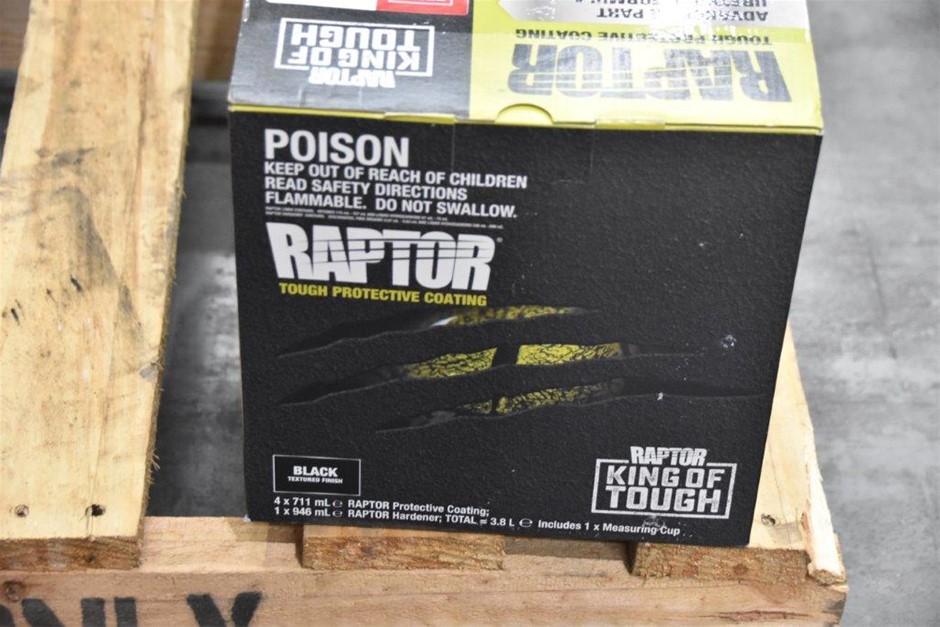 TOUGH PROTECTIVE COATING
RAPTOR
RAPTOR
KING OF
TOUGH
POISON
KEEP OUT OF REACH OF CHILDREN
READ SAFETY DIRECTIONS
FLAMMABLE. DO NOT SWALLOW.
RAPTOR
TOUGH PROTECTIVE COATING
BLACK
TEXTURED FINISH
4 x 711 mL ℮ RAPTOR Protective Coating;
1 x 946 mL ℮ RAPTOR Hardener; TOTAL = 3.8 L ℮ Includes 1 x Measuring Cup
RAPTOR
KING OF
TOUGH